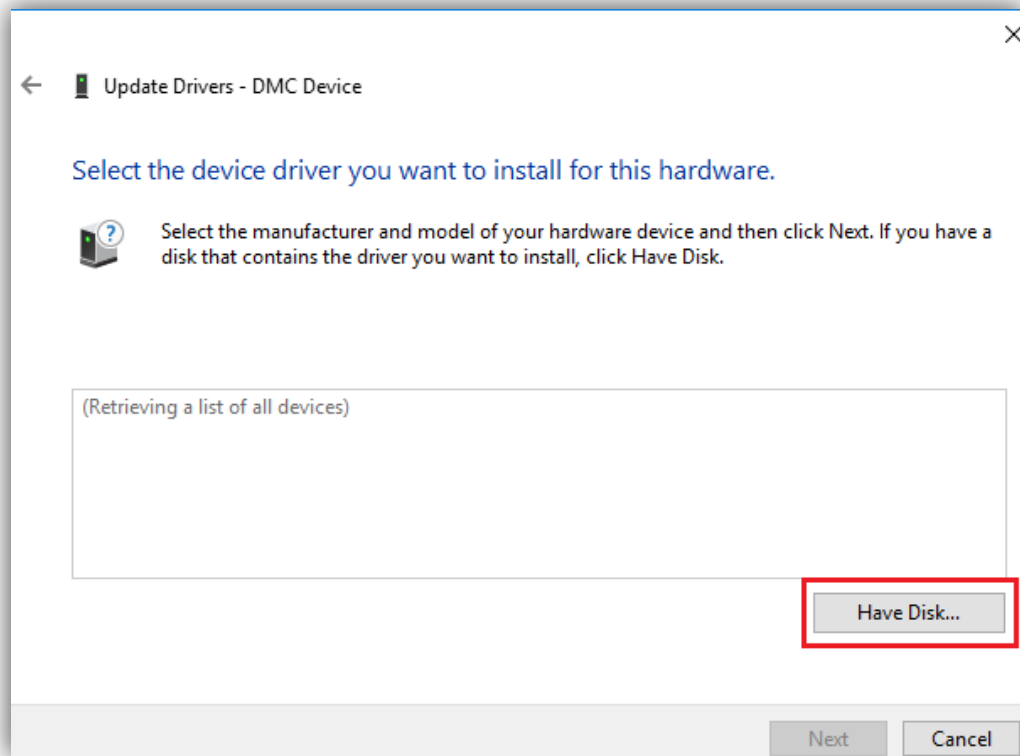 Update Drivers - DMC Device
Select the device driver you want to install for this hardware.
?
Select the manufacturer and model of your hardware device and then click Next. If you have a
disk that contains the driver you want to install, click Have Disk.
(Retrieving a list of all devices)
Have Disk...
Next
Cancel